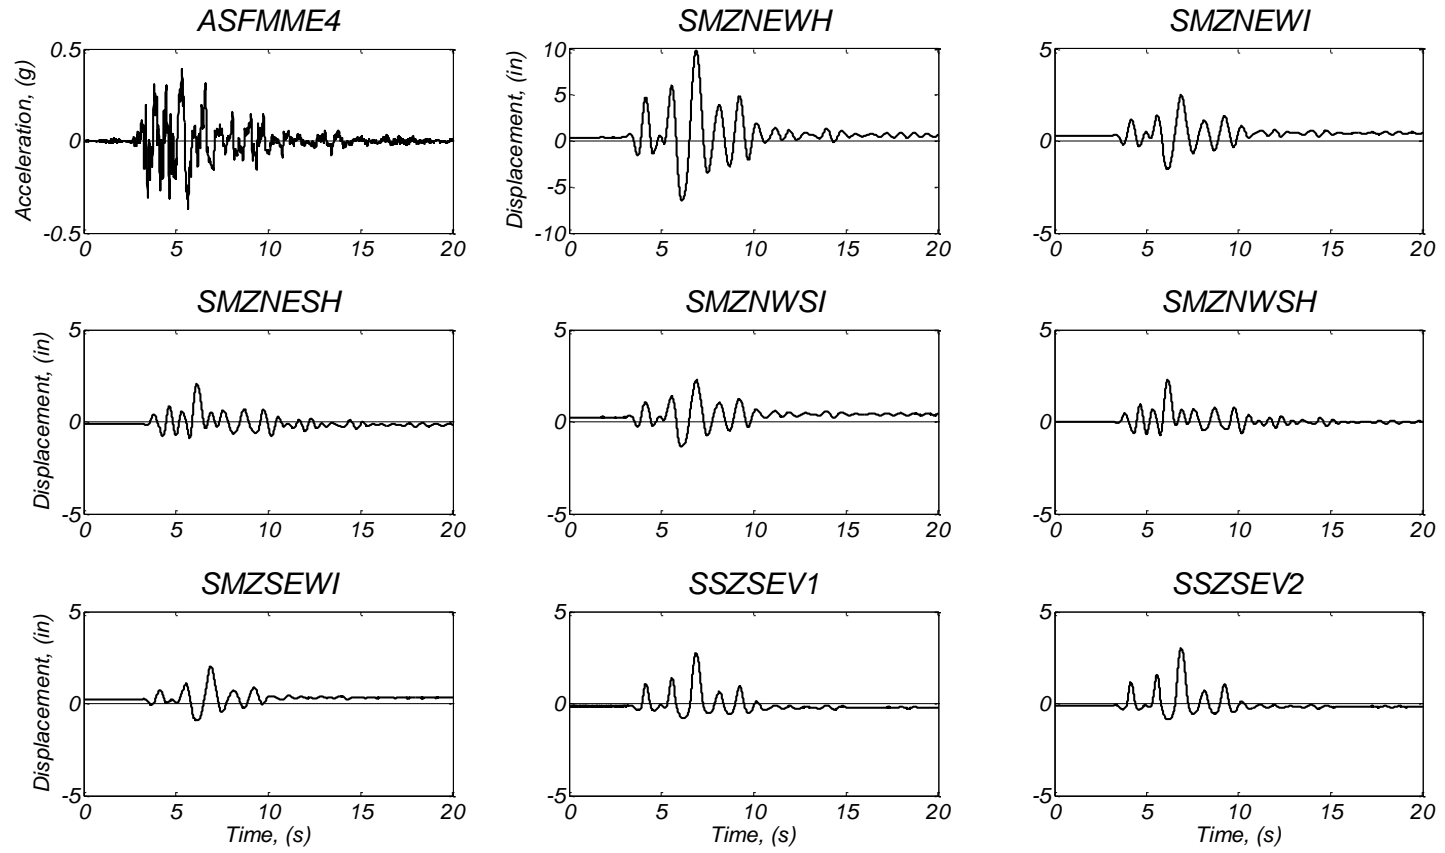 ASFMME4
SMZNEWH
SMZNEWI
Acceleration, (g)
0.5
0
-0.5
0 5 10 15 20
Displacement, (in)
10
5
0
-5
-10
0 5 10 15 20
5
0
-5
0 5 10 15 20
SMZNESH
SMZNWSI
SMZNWSH
Displacement, (in)
5
0
-5
0 5 10 15 20
5
0
-5
0 5 10 15 20
5
0
-5
0 5 10 15 20
SMZSEWI
SSZSEV1
SSZSEV2
Displacement, (in)
5
0
-5
0 5 10 15 20
Time, (s)
5
0
-5
0 5 10 15 20
Time, (s)
5
0
-5
0 5 10 15 20
Time, (s)